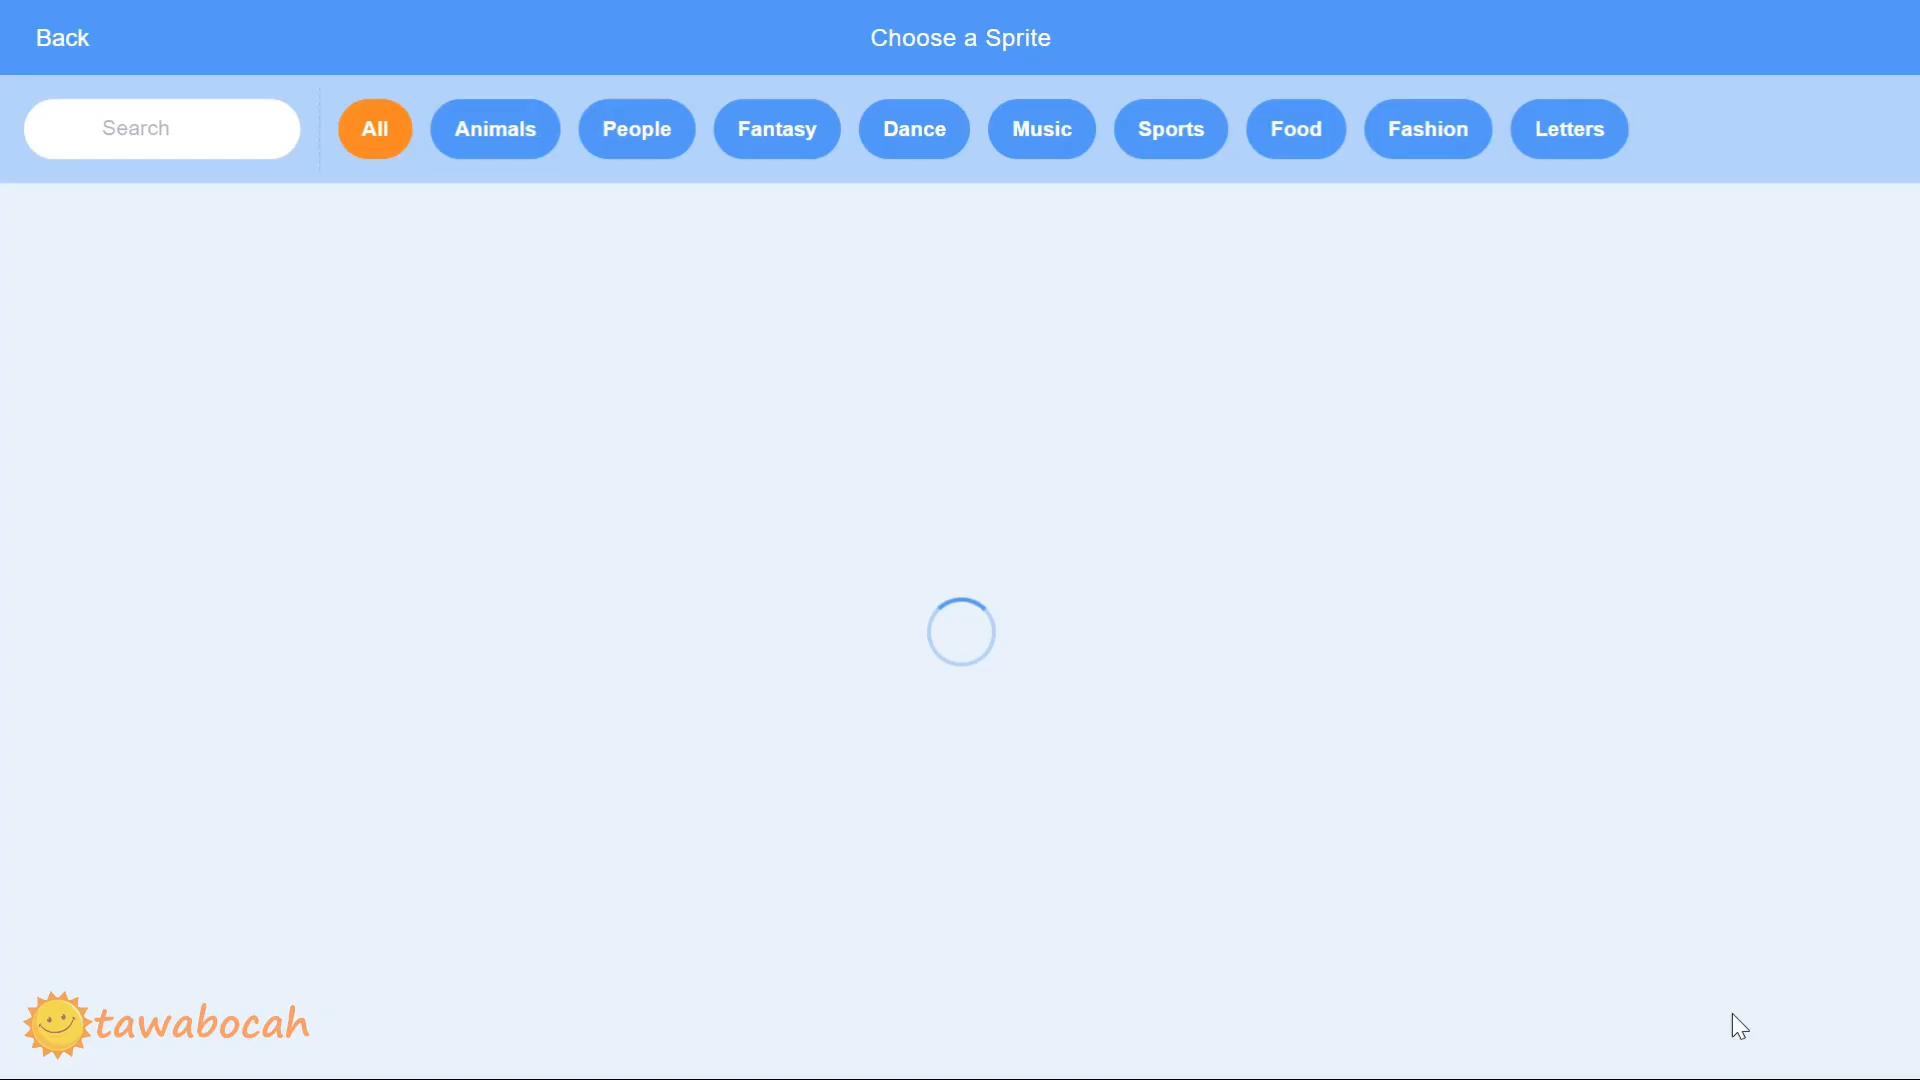 Back
Choose a Sprite
Search
All
Animals
People
Fantasy
Dance
Music
Sports
Food
Fashion
Letters
tawabocah